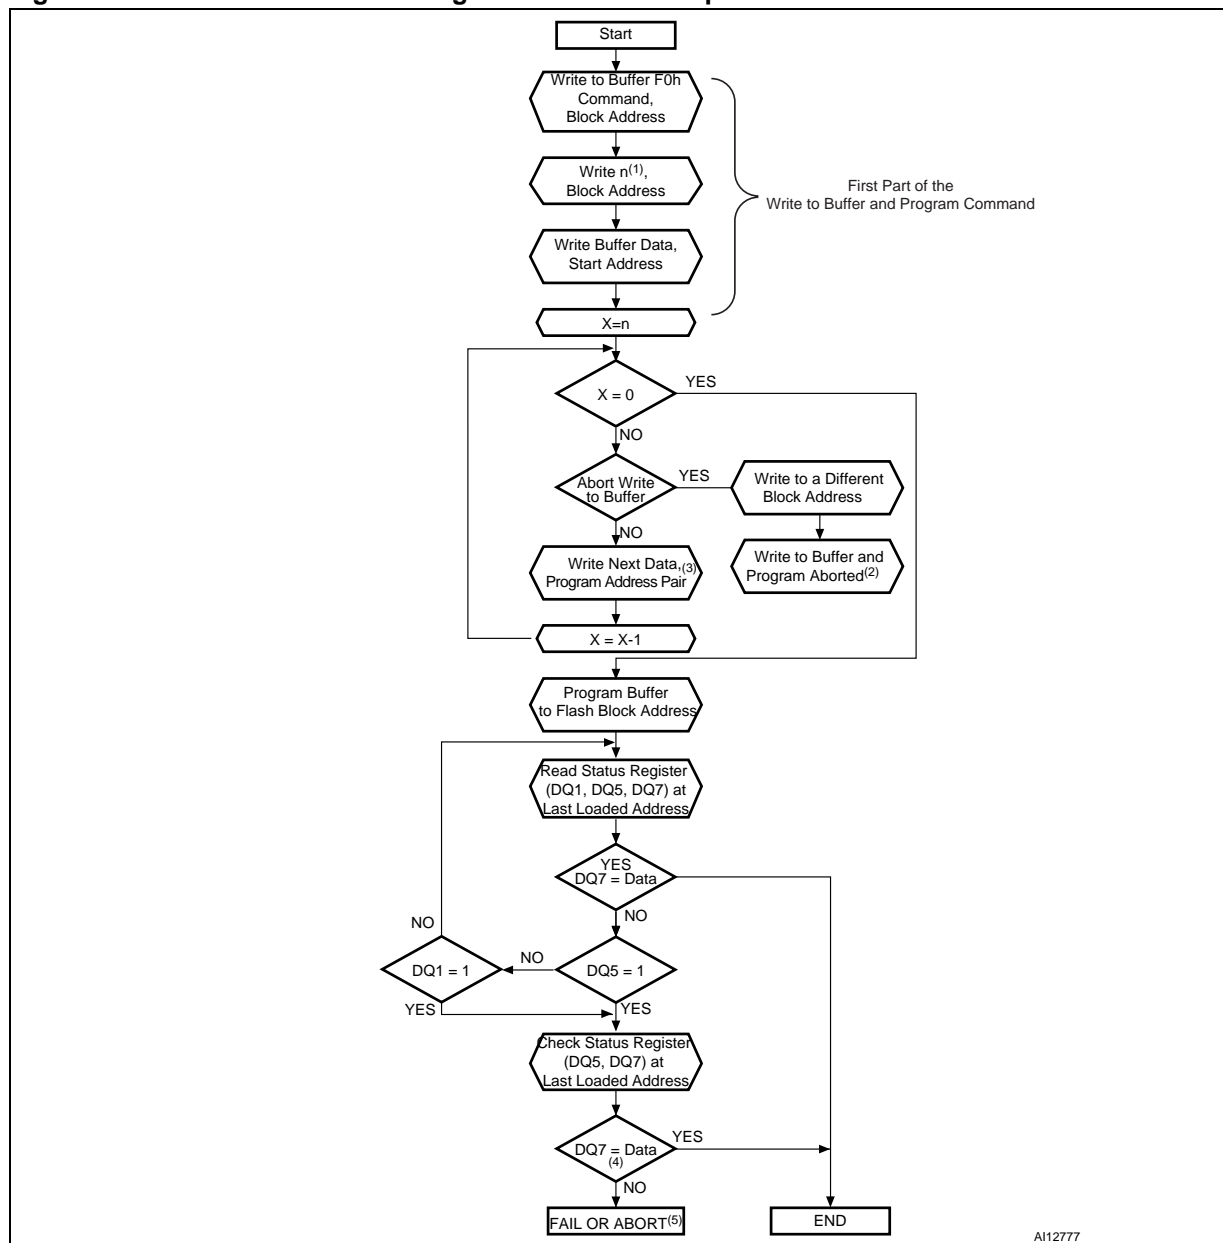 Start
Write to Buffer F0h
Command,
Block Address
Write n(1),
Block Address
First Part of the
Write to Buffer and Program Command
Write Buffer Data,
Start Address
X=n
X = 0
YES
NO
Abort Write
to Buffer
YES
Write to a Different
Block Address
NO
Write Next Data,(3)
Program Address Pair
Write to Buffer and
Program Aborted(2)
X = X-1
Program Buffer
to Flash Block Address
Read Status Register
(DQ1, DQ5, DQ7) at
Last Loaded Address
YES
DQ7 = Data
NO
NO
DQ1 = 1
NO
DQ5 = 1
YES
YES
Check Status Register
(DQ5, DQ7) at
Last Loaded Address
DQ7 = Data
(4)
YES
NO
FAIL OR ABORT(5)
END
AI12777